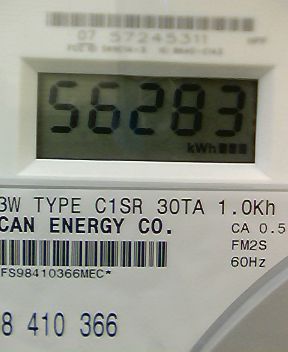 07 57245311
56283
kWh
3W TYPE C1SR 30TA 1.0Kh
CAN ENERGY CO.
CA 0.5
FM2S
60Hz
FS98410366MEC*
8 410 366